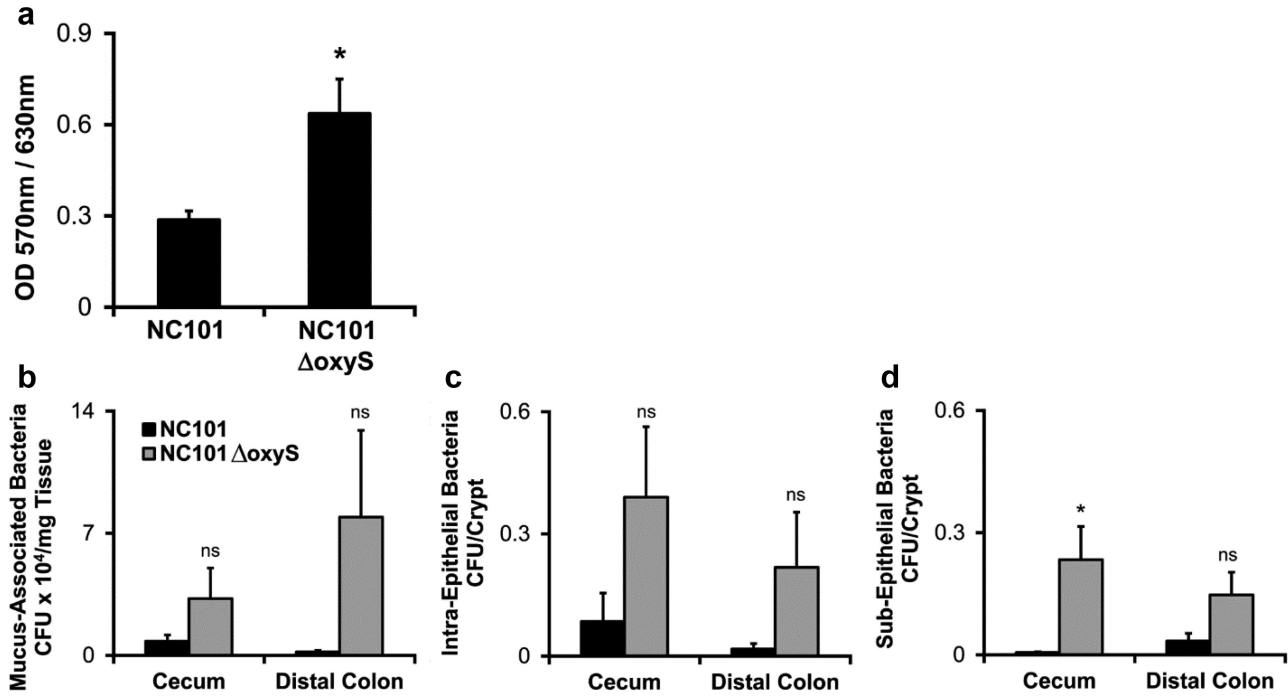 a
OD 570nm / 630nm
0.9
0.6
0.3
0
*
NC101
NC101
ΔoxyS
b
Mucus-Associated Bacteria
CFU x 10⁴/mg Tissue
14
7
0
NC101
NC101 ΔoxyS
ns
ns
Cecum
Distal Colon
c
Intra-Epithelial Bacteria
CFU/Crypt
0.6
0.3
0
ns
ns
Cecum
Distal Colon
d
Sub-Epithelial Bacteria
CFU/Crypt
0.6
0.3
0
*
ns
Cecum
Distal Colon